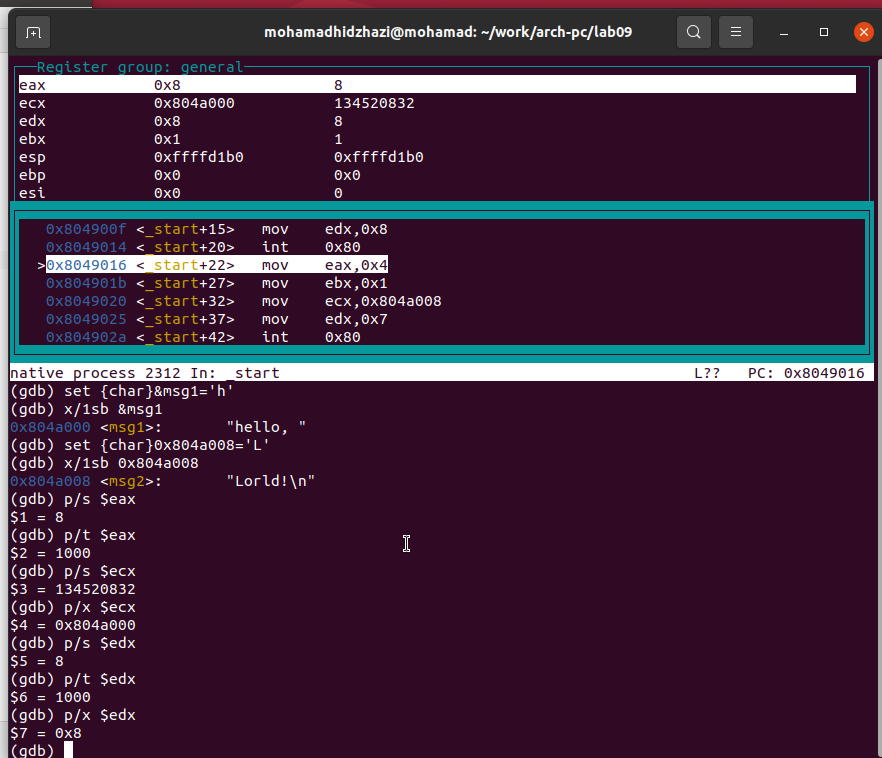 mohamadhidzhazi@mohamad: ~/work/arch-pc/lab09
Register group: general
eax 0x8 8
ecx 0x804a000 134520832
edx 0x8 8
ebx 0x1 1
esp 0xffffd1b0 0xffffd1b0
ebp 0x0 0x0
esi 0x0 0
0x804900f <_start+15> mov edx,0x8
0x8049014 <_start+20> int 0x80
>0x8049016 <_start+22> mov eax,0x4
0x804901b <_start+27> mov ebx,0x1
0x8049020 <_start+32> mov ecx,0x804a008
0x8049025 <_start+37> mov edx,0x7
0x804902a <_start+42> int 0x80
native process 2312 In: _start L?? PC: 0x8049016
(gdb) set {char}&msg1='h'
(gdb) x/1sb &msg1
0x804a000 <msg1>: "hello, "
(gdb) set {char}0x804a008='L'
(gdb) x/1sb 0x804a008
0x804a008 <msg2>: "Lorld!\n"
(gdb) p/s $eax
$1 = 8
(gdb) p/t $eax
$2 = 1000
(gdb) p/s $ecx
$3 = 134520832
(gdb) p/x $ecx
$4 = 0x804a000
(gdb) p/s $edx
$5 = 8
(gdb) p/t $edx
$6 = 1000
(gdb) p/x $edx
$7 = 0x8
(gdb)